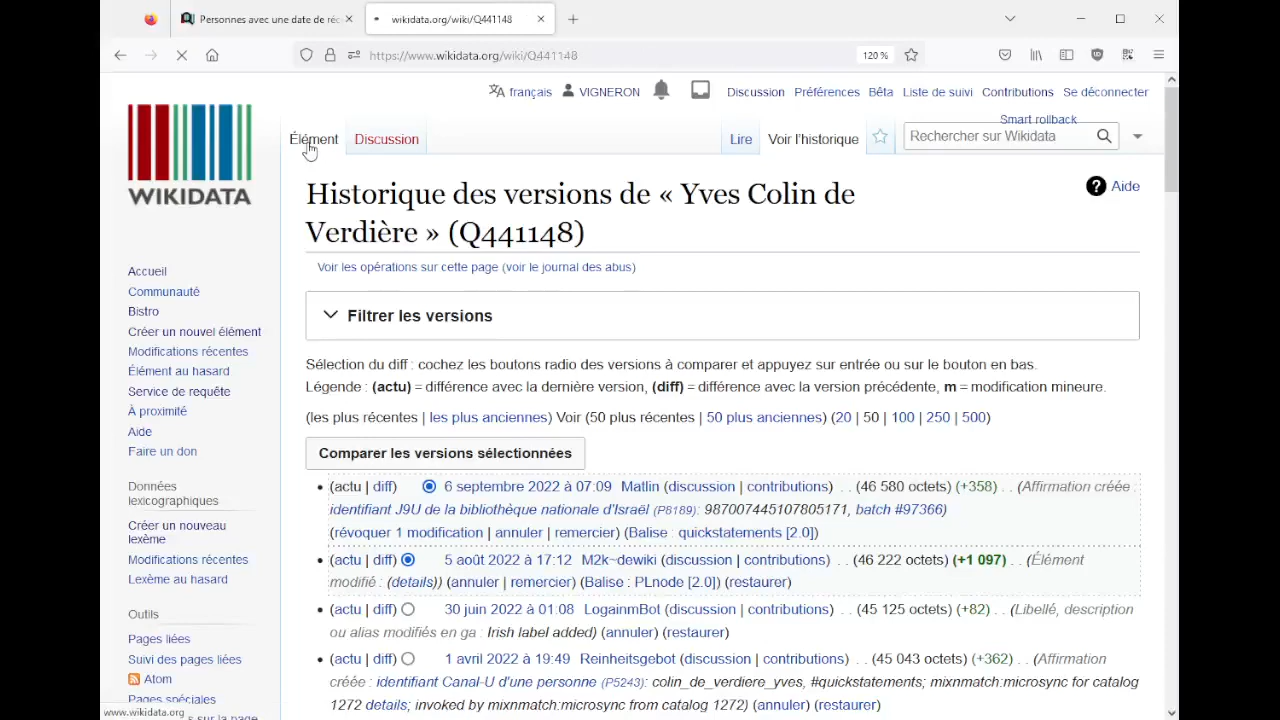 Personnes avec une date de réc
wikidata.org/wiki/Q441148
https://www.wikidata.org/wiki/Q441148
120 %
français VIGNERON Discussion Préférences Bêta Liste de suivi Contributions Se déconnecter
Smart rollback
Élément Discussion Lire Voir l'historique Rechercher sur Wikidata
WIKIDATA
Historique des versions de « Yves Colin de
Verdière » (Q441148)
Aide
Voir les opérations sur cette page (voir le journal des abus)
Filtrer les versions
Sélection du diff : cochez les boutons radio des versions à comparer et appuyez sur entrée ou sur le bouton en bas.
Légende : (actu) = différence avec la dernière version, (diff) = différence avec la version précédente, m = modification mineure.
(les plus récentes | les plus anciennes) Voir (50 plus récentes | 50 plus anciennes) (20 | 50 | 100 | 250 | 500)
Comparer les versions sélectionnées
• (actu | diff) 6 septembre 2022 à 07:09 Matlin (discussion | contributions) . . (46 580 octets) (+358) . . (Affirmation créée :
identifiant J9U de la bibliothèque nationale d'Israël (P8189): 987007445107805171, batch #97366)
(révoquer 1 modification | annuler | remercier) (Balise : quickstatements [2.0])
• (actu | diff) 5 août 2022 à 17:12 M2k~dewiki (discussion | contributions) . . (46 222 octets) (+1 097) . . (Élément
modifié : (details)) (annuler | remercier) (Balise : PLnode [2.0]) (restaurer)
• (actu | diff) 30 juin 2022 à 01:08 LogainmBot (discussion | contributions) . . (45 125 octets) (+82) . . (Libellé, description
ou alias modifiés en ga : Irish label added) (annuler) (restaurer)
• (actu | diff) 1 avril 2022 à 19:49 Reinheitsgebot (discussion | contributions) . . (45 043 octets) (+362) . . (Affirmation
créée : identifiant Canal-U d'une personne (P5243): colin_de_verdiere_yves, #quickstatements; mixnmatch:microsync for catalog
1272 details; invoked by mixnmatch:microsync from catalog 1272) (annuler) (restaurer)
Accueil
Communauté
Bistro
Créer un nouvel élément
Modifications récentes
Élément au hasard
Service de requête
À proximité
Aide
Faire un don
Données
lexicographiques
Créer un nouveau
lexème
Modifications récentes
Lexème au hasard
Outils
Pages liées
Suivi des pages liées
Atom
Pages spéciales
www.wikidata.org
s sur la page